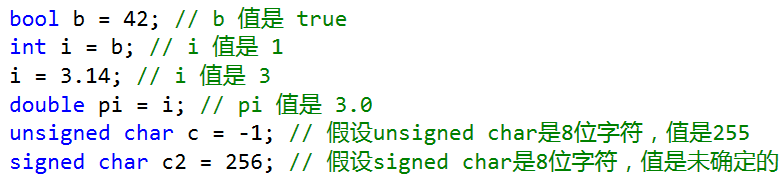 bool b = 42; // b 值是 true
int i = b; // i 值是 1
i = 3.14; // i 值是 3
double pi = i; // pi 值是 3.0
unsigned char c = -1; // 假设unsigned char是8位字符，值是255
signed char c2 = 256; // 假设signed char是8位字符，值是未确定的